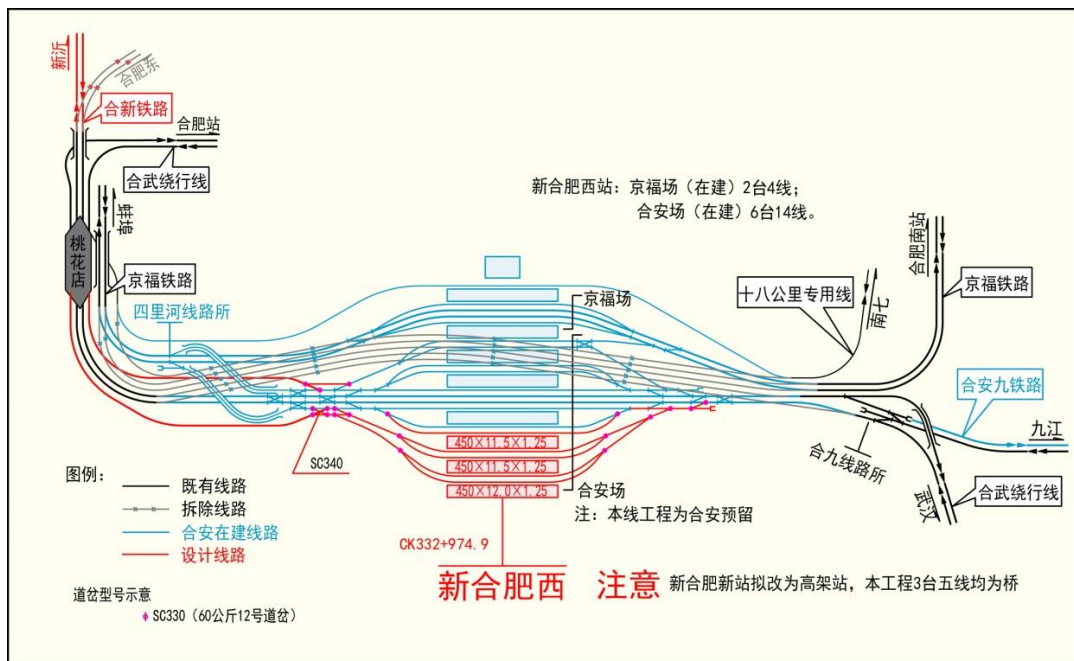 新沂
合肥东
合新铁路
合肥站
合武绕行线
蚌埠
桃花店
京福铁路
四里河线路所
新合肥西站：京福场（在建）2台4线；
合安场（在建）6台14线。
合肥南站
京福铁路
十八公里专用线
南七
京福场
合安九铁路
九江
合九线路所
武汉
合武绕行线
SC340
450×11.5×1.25
450×11.5×1.25
450×12.0×1.25
合安场
注：本线工程为合安预留
CK332+974.9
新合肥西 注意 新合肥新站拟改为高架站，本工程3台五线均为桥
图例：
既有线路
拆除线路
合安在建线路
设计线路
道岔型号示意
SC330（60公斤12号道岔）